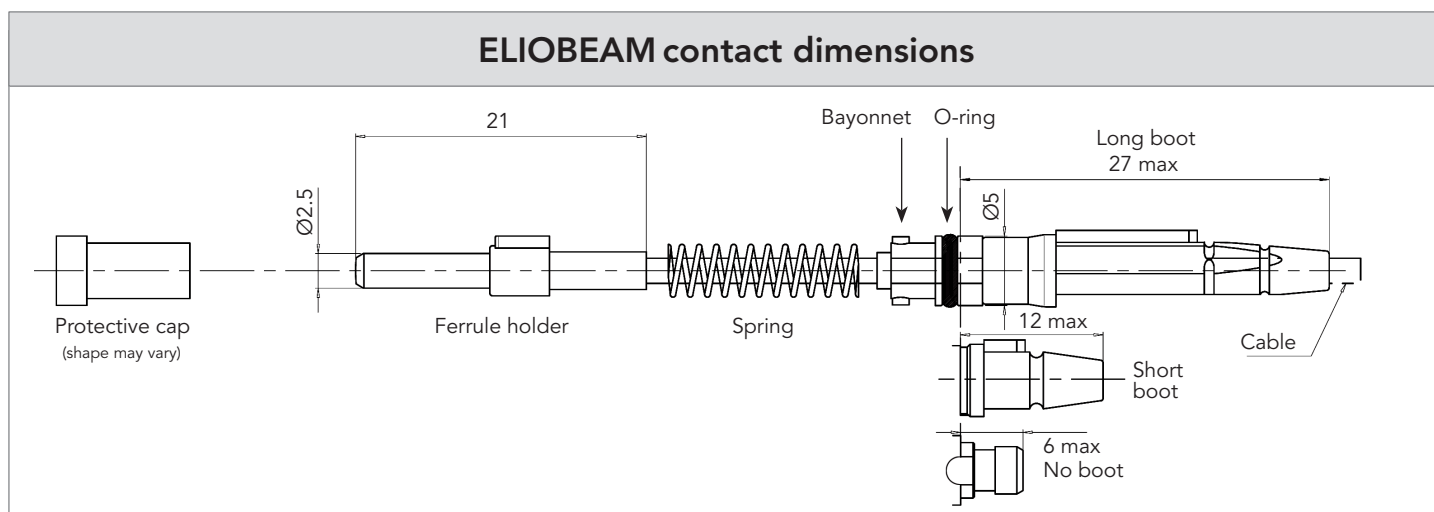 ELIOBEAM contact dimensions
21
Bayonnet
O-ring
Long boot
27 max
Ø2.5
Ø5
Protective cap
(shape may vary)
Ferrule holder
Spring
12 max
Cable
Short
boot
6 max
No boot